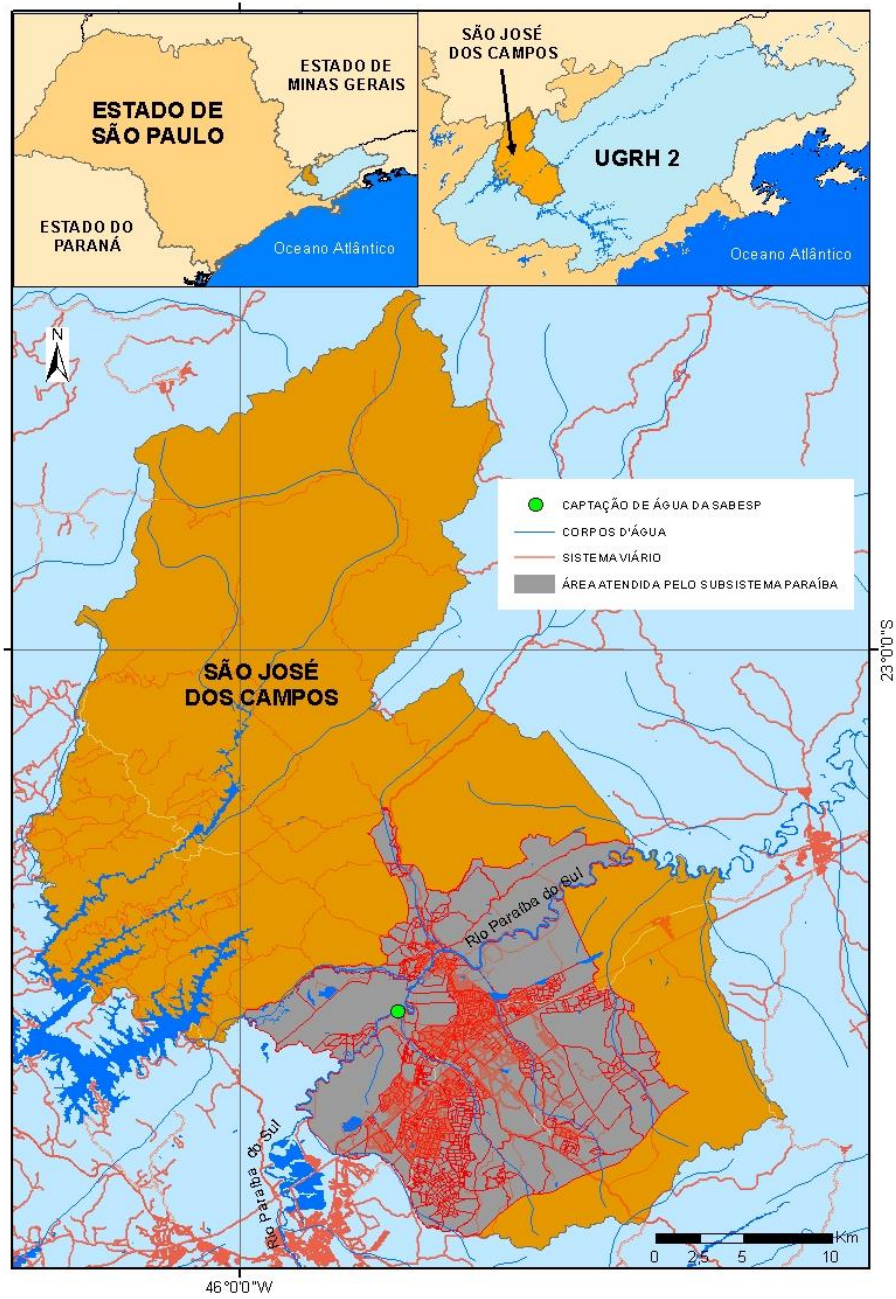 ESTADO DE
MINAS GERAIS
ESTADO DE
SÃO PAULO
ESTADO DO
PARANÁ
Oceano Atlântico
SÃO JOSÉ
DOS CAMPOS
UGRH 2
Oceano Atlântico
N
CAPTAÇÃO DE ÁGUA DA SABESP
CORPOS D'ÁGUA
SISTEMA VIÁRIO
ÁREA ATENDIDA PELO SUBSISTEMA PARAÍBA
23°0'0"S
SÃO JOSÉ
DOS CAMPOS
Rio Paraíba do Sul
Rio Paraíba do Sul
Km
0 2,5 5 10
46°0'0"W